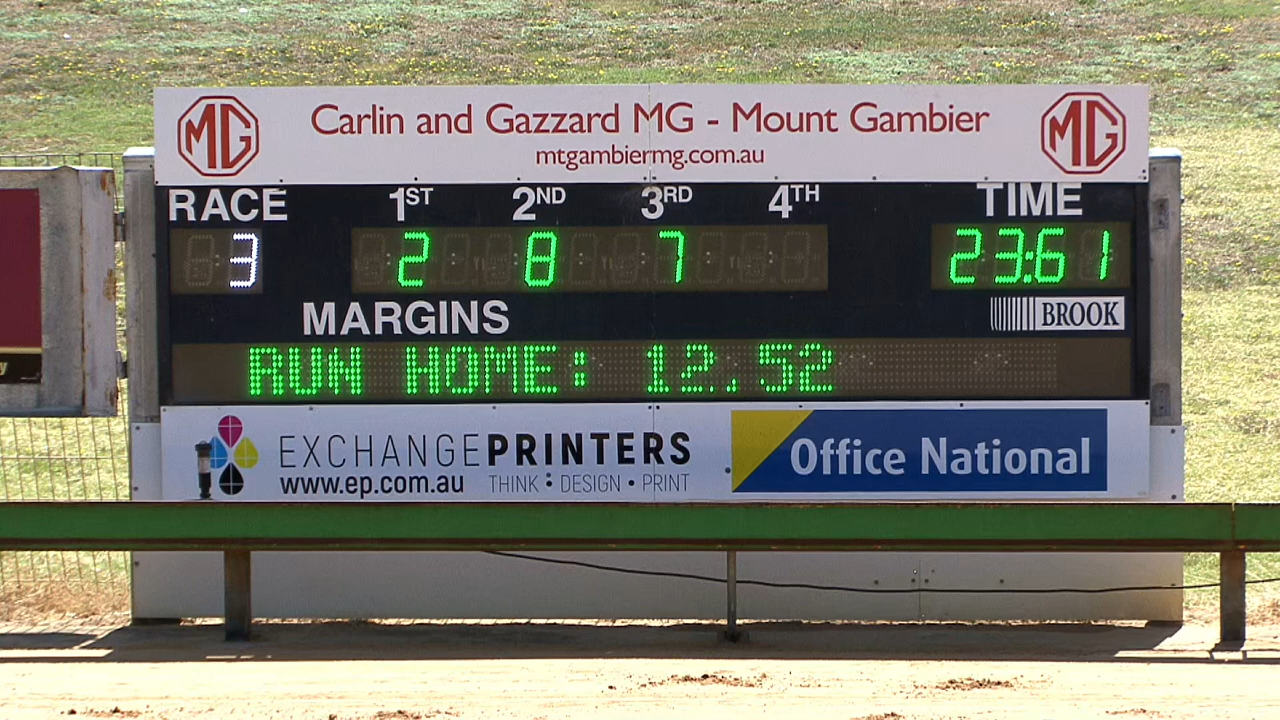 MG Carlin and Gazzard MG - Mount Gambier MG
mtgambiermg.com.au
RACE 1ST 2ND 3RD 4TH TIME
3 2 8 7 23:61
MARGINS BROOK
RUN HOME: 12.52
EXCHANGEPRINTERS
www.ep.com.au THINK : DESIGN • PRINT
Office National